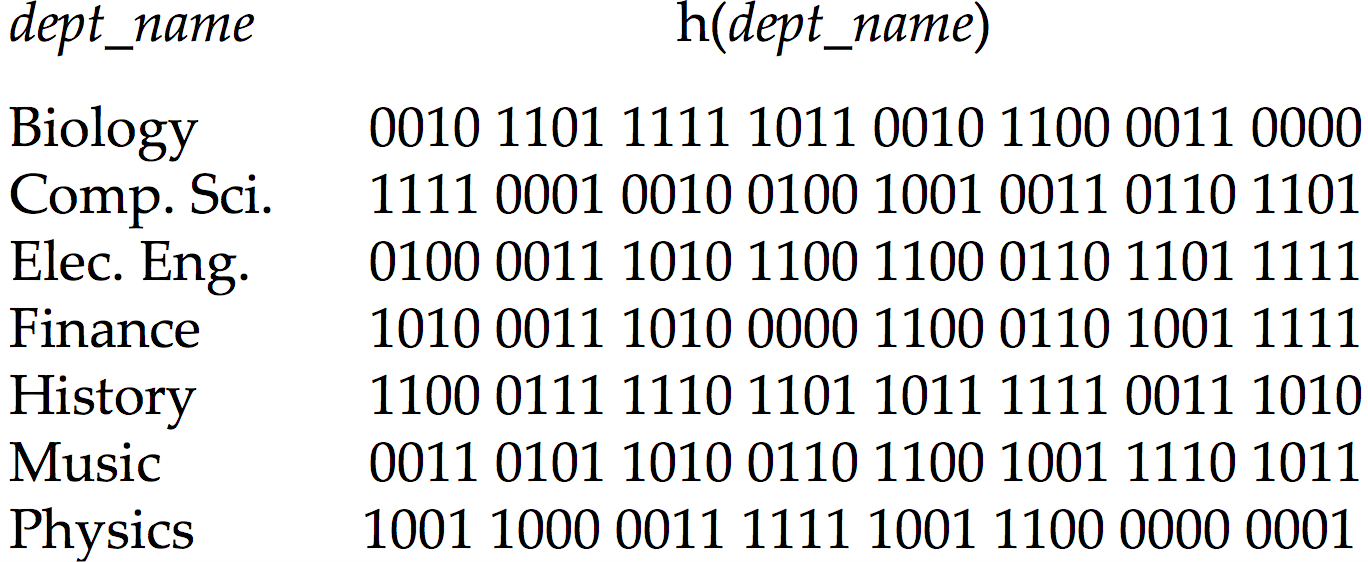 dept_name h(dept_name)
Biology 0010 1101 1111 1011 0010 1100 0011 0000
Comp. Sci. 1111 0001 0010 0100 1001 0011 0110 1101
Elec. Eng. 0100 0011 1010 1100 1100 0110 1101 1111
Finance 1010 0011 1010 0000 1100 0110 1001 1111
History 1100 0111 1110 1101 1011 1111 0011 1010
Music 0011 0101 1010 0110 1100 1001 1110 1011
Physics 1001 1000 0011 1111 1001 1100 0000 0001